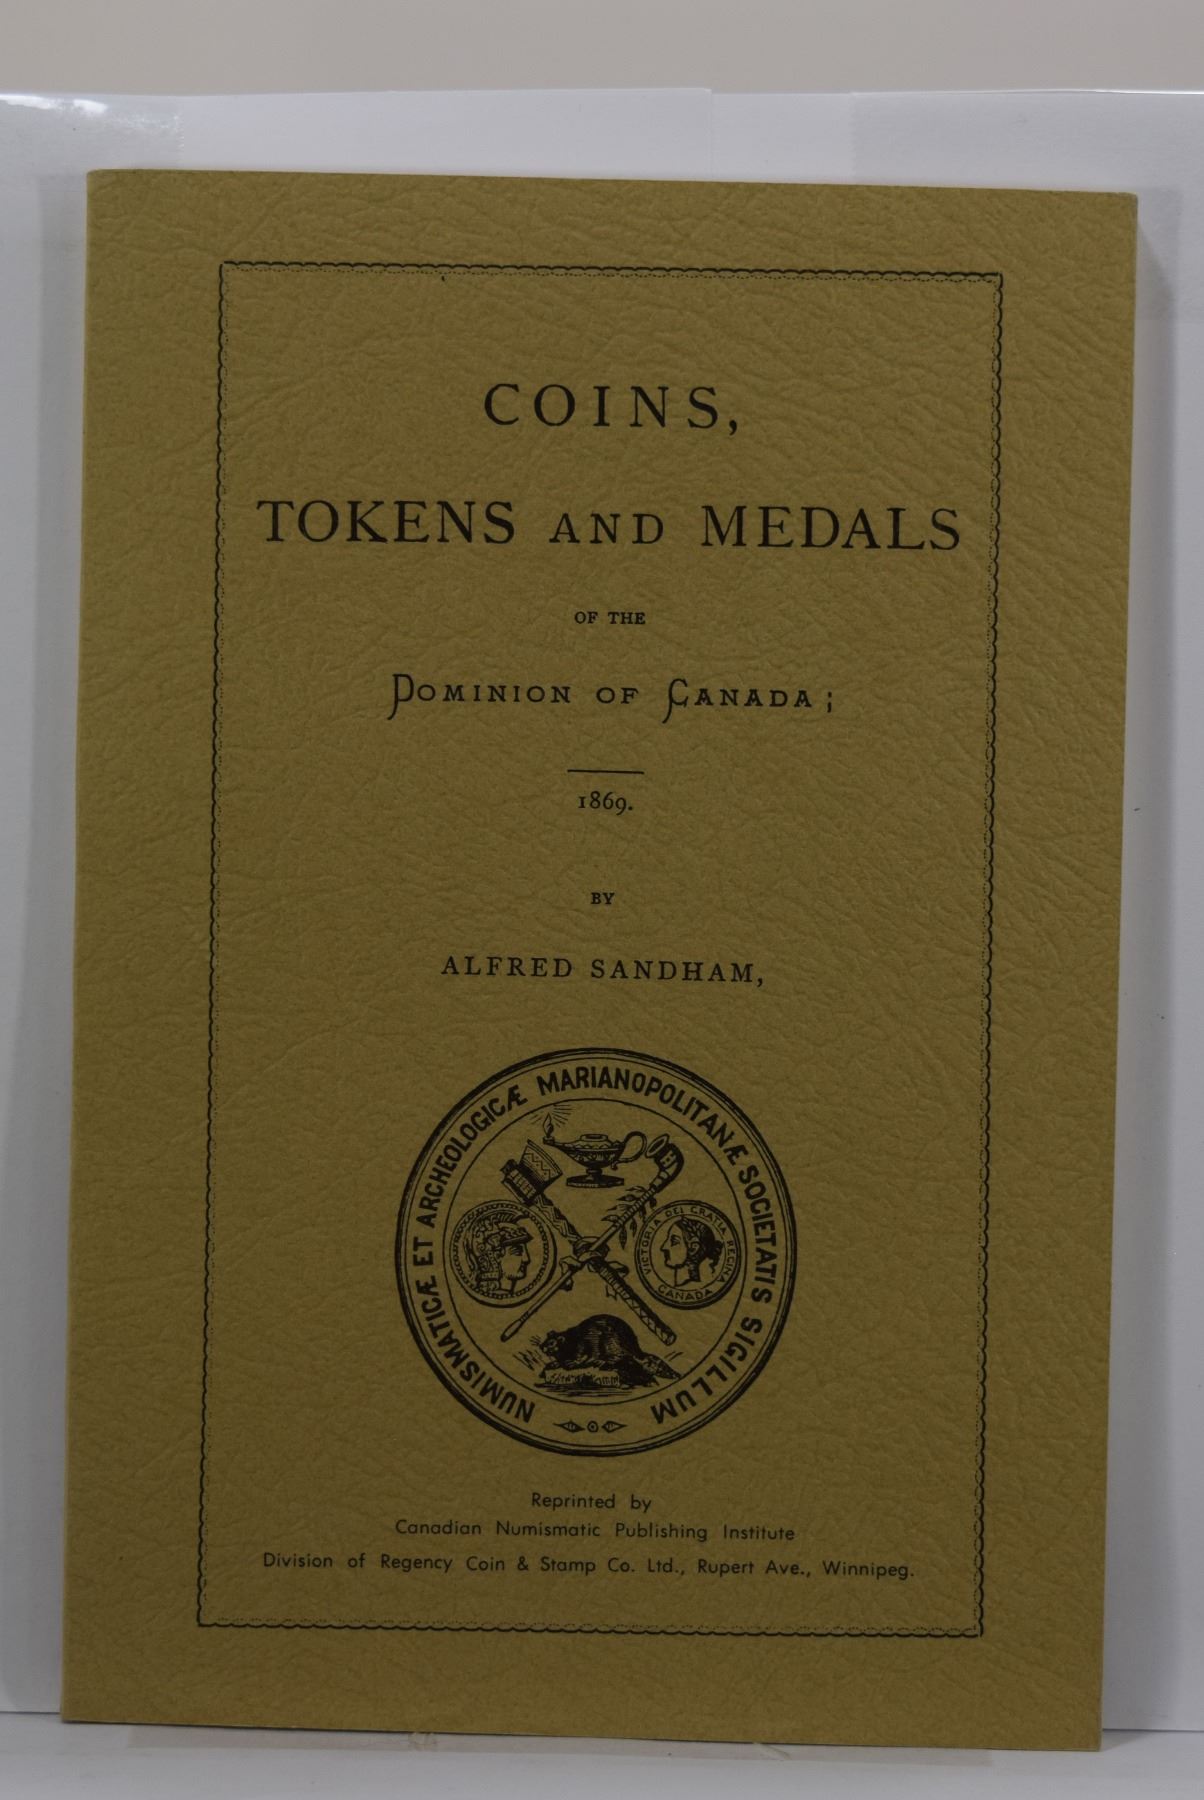 COINS,
TOKENS AND MEDALS
OF THE
DOMINION OF CANADA;
1869.
BY
ALFRED SANDHAM,
NUMISMATICÆ ET ARCHEOLOGICÆ MARIANOPOLITANÆ SOCIETATIS SIGILLUM
VICTORIA DEI GRATIA REGINA
CANADA
Reprinted by
Canadian Numismatic Publishing Institute
Division of Regency Coin & Stamp Co. Ltd., Rupert Ave., Winnipeg.